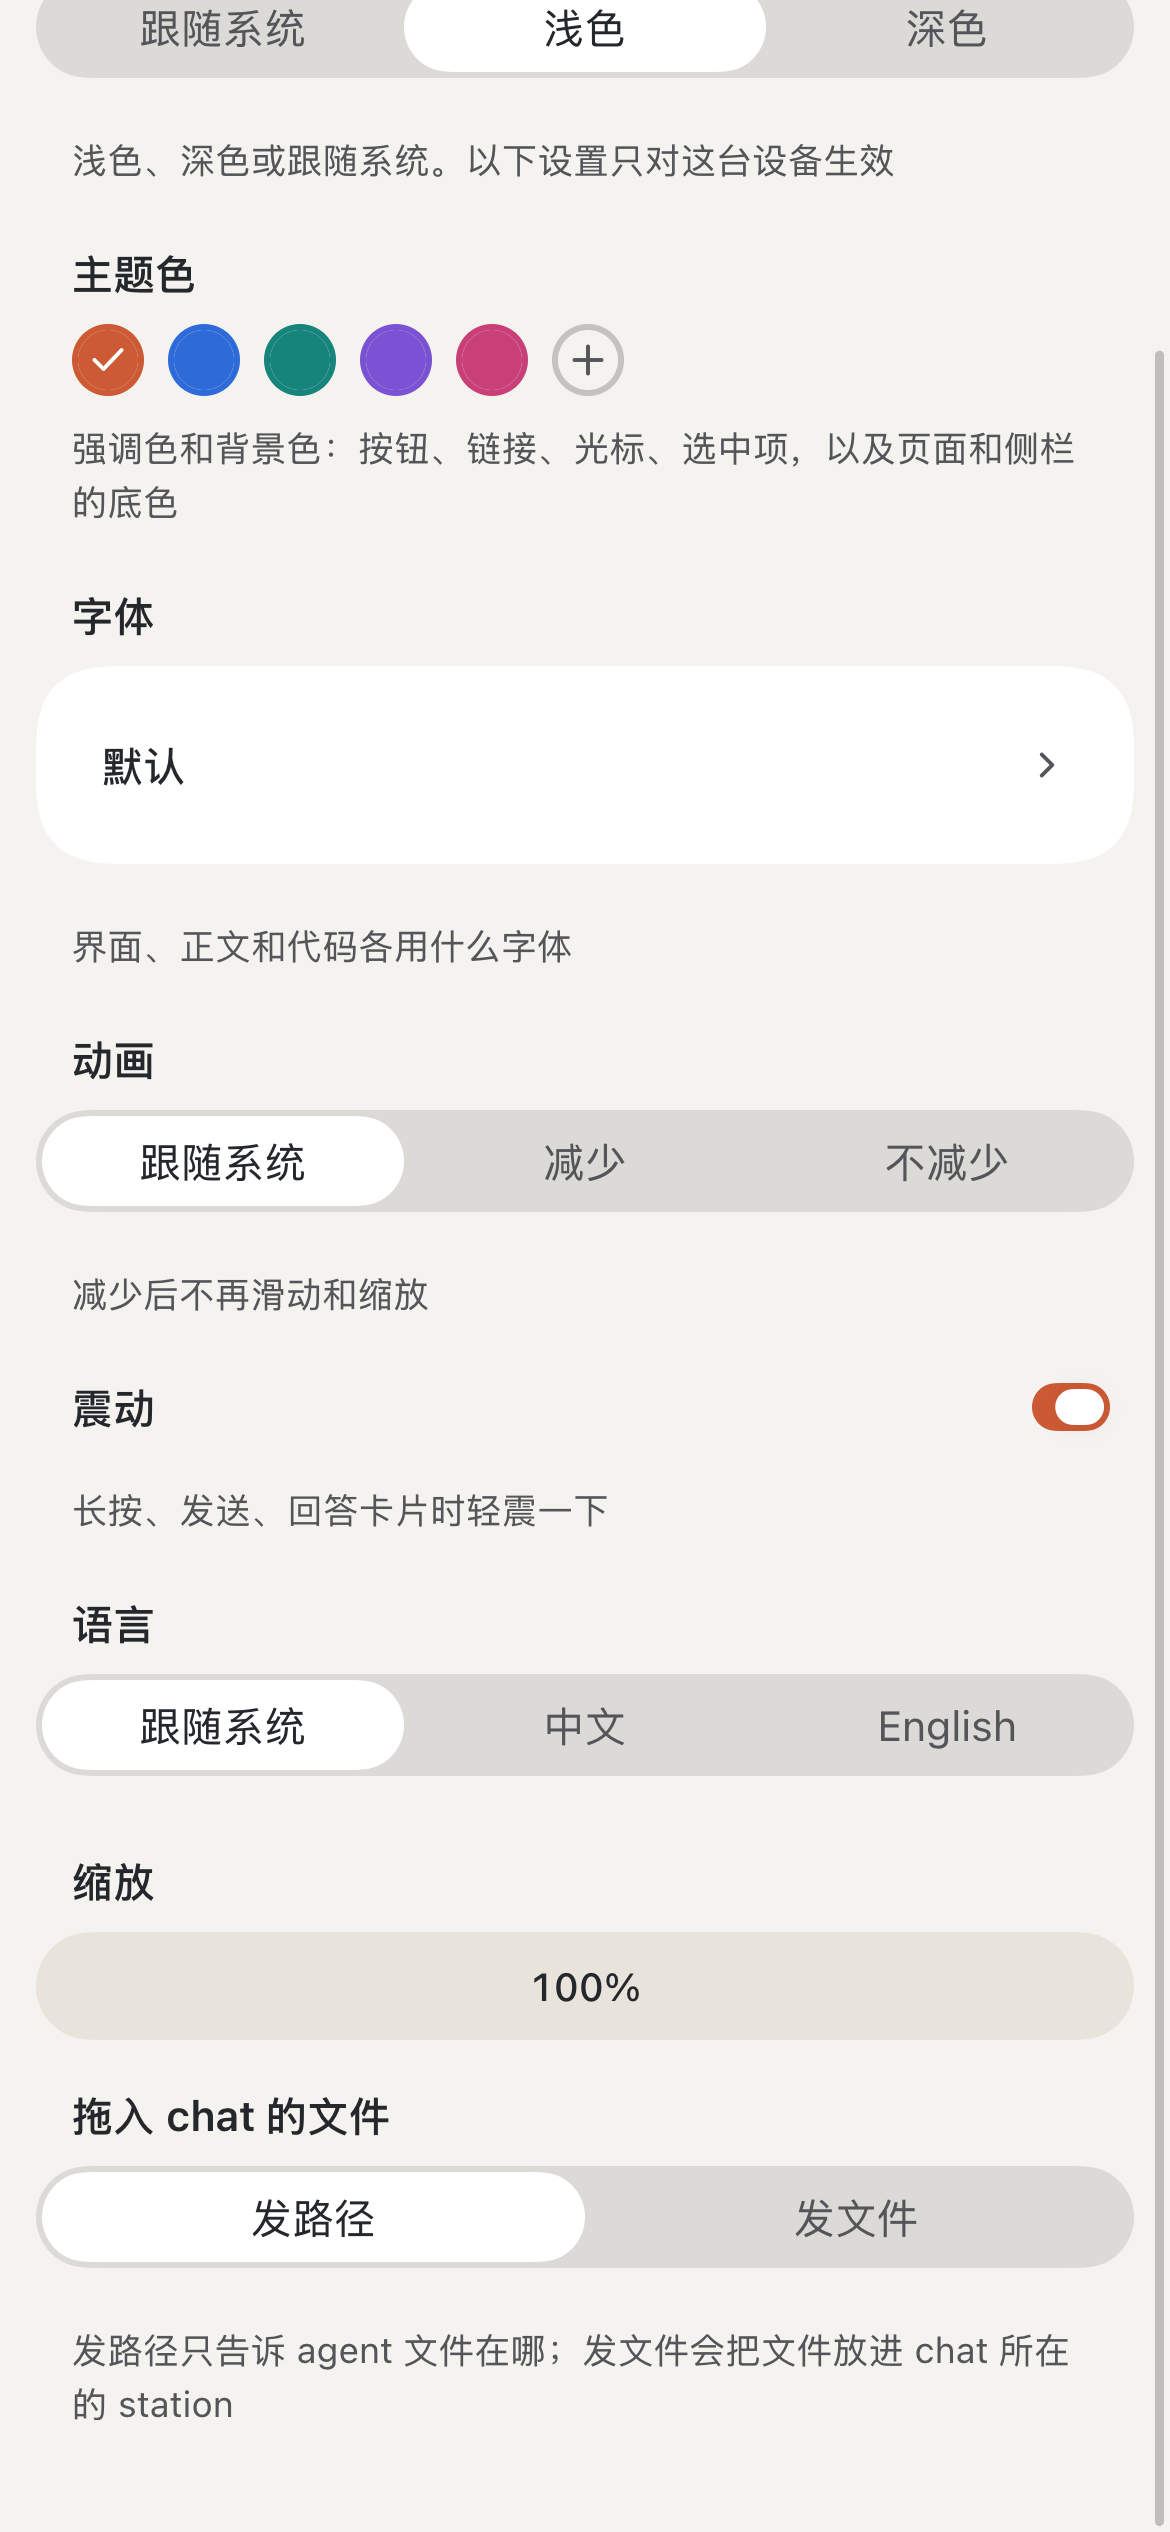 跟随系统 浅色 深色
浅色、深色或跟随系统。以下设置只对这台设备生效
主题色
强调色和背景色：按钮、链接、光标、选中项，以及页面和侧栏
的底色
字体
默认
界面、正文和代码各用什么字体
动画
跟随系统 减少 不减少
减少后不再滑动和缩放
震动
长按、发送、回答卡片时轻震一下
语言
跟随系统 中文 English
缩放
100%
拖入 chat 的文件
发路径 发文件
发路径只告诉 agent 文件在哪；发文件会把文件放进 chat 所在
的 station